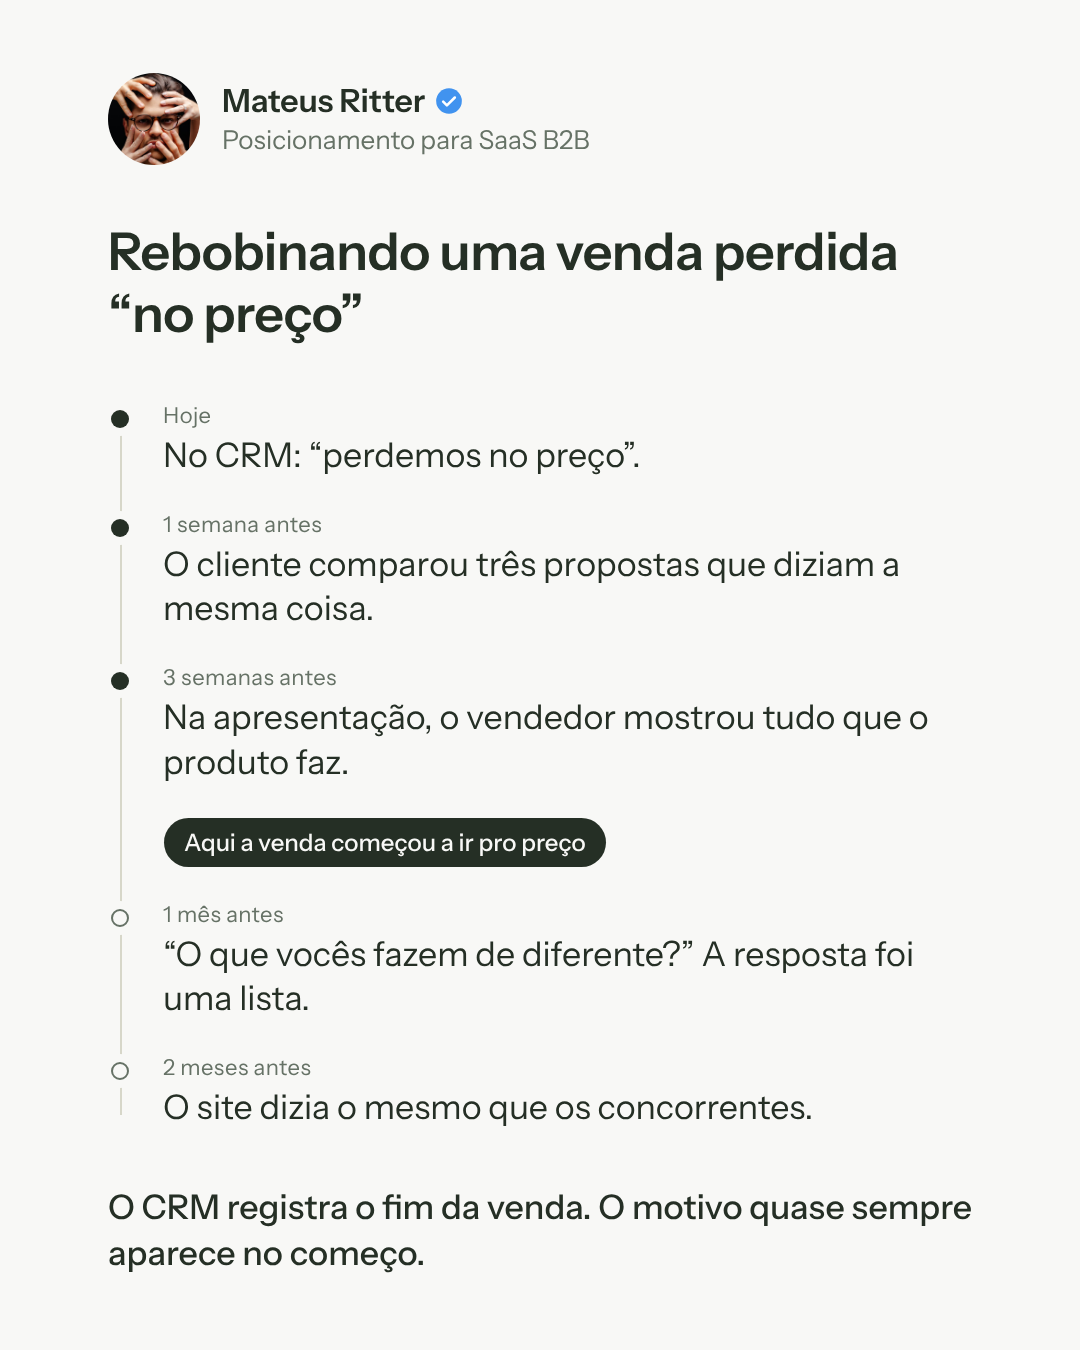 Mateus Ritter
Posicionamento para SaaS B2B
Rebobinando uma venda perdida
“no preço”
Hoje
No CRM: “perdemos no preço”.
1 semana antes
O cliente comparou três propostas que diziam a
mesma coisa.
3 semanas antes
Na apresentação, o vendedor mostrou tudo que o
produto faz.
Aqui a venda começou a ir pro preço
1 mês antes
“O que vocês fazem de diferente?” A resposta foi
uma lista.
2 meses antes
O site dizia o mesmo que os concorrentes.
O CRM registra o fim da venda. O motivo quase sempre
aparece no começo.